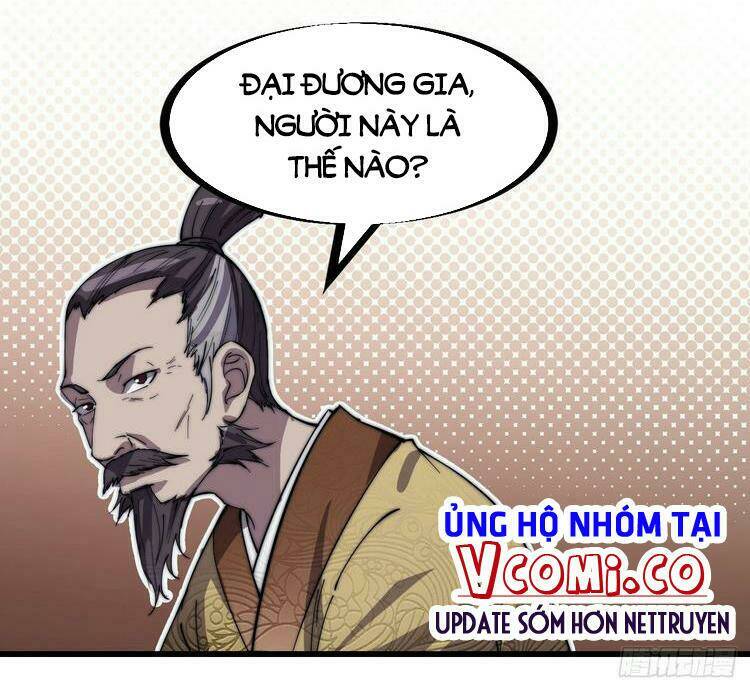 ĐẠI ĐƯƠNG GIA,
NGƯỜI NÀY LÀ
THẾ NÀO?
ỦNG HỘ NHÓM TẠI
VCOMI.CO
UPDATE SỚM HƠN NETTRUYEN